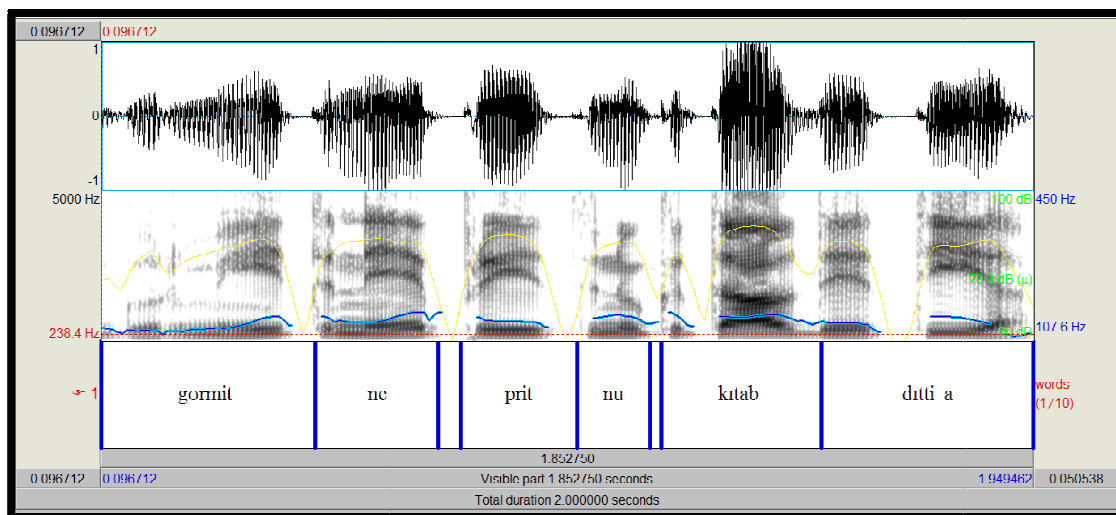 0.096712 0.096712
1
0
-1
5000 Hz 100 dB 450 Hz
(µ)
238.4 Hz 107.6 Hz
1 gormit ne prit nu kitab ditti a words
(1/10)
1.852750
0.096712 0.096712 Visible part 1.852750 seconds 1.949462 0.050538
Total duration 2.000000 seconds